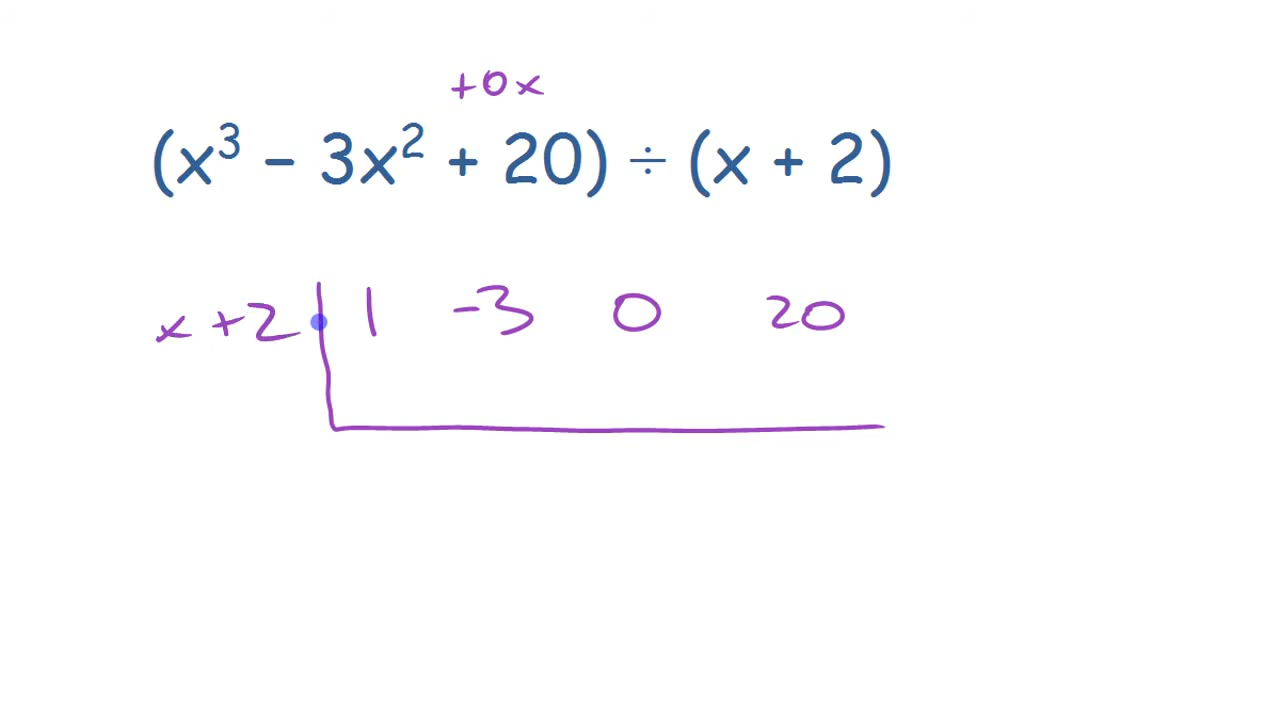 +0x
(x³ − 3x² + 20) ÷ (x + 2)
x +2 1 -3 0 20